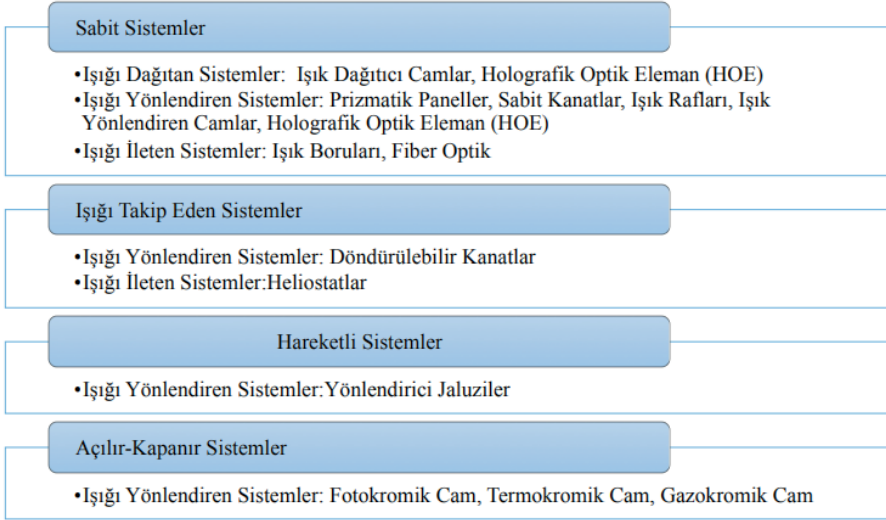 Sabit Sistemler
•Işığı Dağıtan Sistemler:  Işık Dağıtıcı Camlar, Holografik Optik Eleman (HOE)
•Işığı Yönlendiren Sistemler: Prizmatik Paneller, Sabit Kanatlar, Işık Rafları, Işık
Yönlendiren Camlar, Holografik Optik Eleman (HOE)
•Işığı İleten Sistemler: Işık Boruları, Fiber Optik
Işığı Takip Eden Sistemler
•Işığı Yönlendiren Sistemler: Döndürülebilir Kanatlar
•Işığı İleten Sistemler:Heliostatlar
Hareketli Sistemler
•Işığı Yönlendiren Sistemler:Yönlendirici Jaluziler
Açılır-Kapanır Sistemler
•Işığı Yönlendiren Sistemler: Fotokromik Cam, Termokromik Cam, Gazokromik Cam